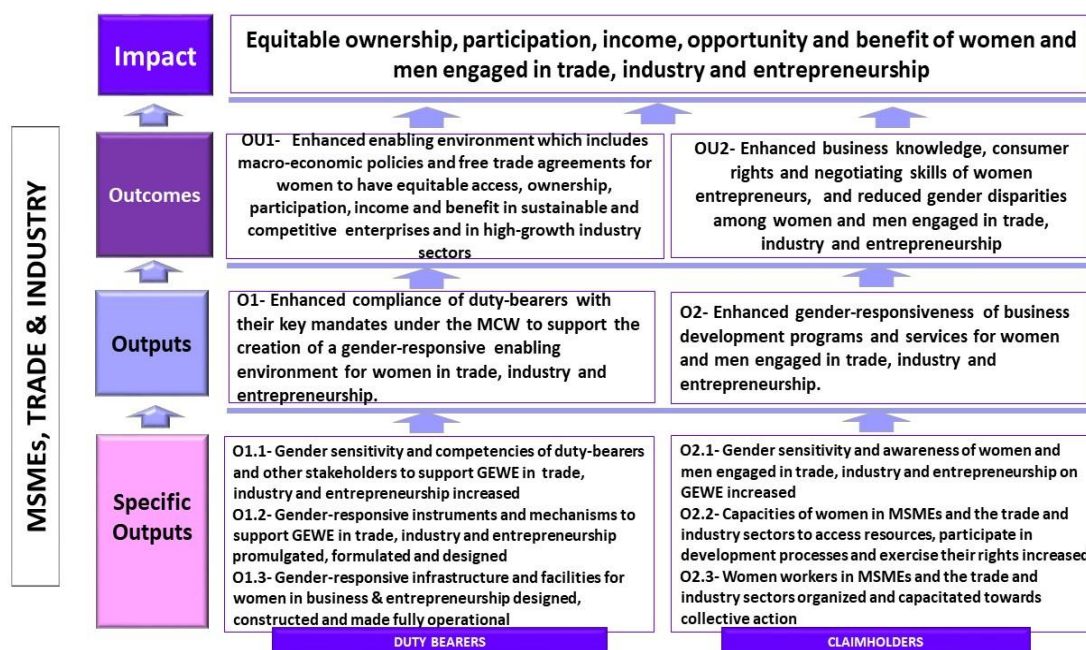 Impact
Equitable ownership, participation, income, opportunity and benefit of women and
men engaged in trade, industry and entrepreneurship
MSMEs, TRADE & INDUSTRY
Outcomes
OU1- Enhanced enabling environment which includes
macro-economic policies and free trade agreements for
women to have equitable access, ownership,
participation, income and benefit in sustainable and
competitive enterprises and in high-growth industry
sectors
OU2- Enhanced business knowledge, consumer
rights and negotiating skills of women
entrepreneurs, and reduced gender disparities
among women and men engaged in trade,
industry and entrepreneurship
Outputs
O1- Enhanced compliance of duty-bearers with
their key mandates under the MCW to support the
creation of a gender-responsive enabling
environment for women in trade, industry and
entrepreneurship.
O2- Enhanced gender-responsiveness of business
development programs and services for women
and men engaged in trade, industry and
entrepreneurship.
Specific
Outputs
O1.1- Gender sensitivity and competencies of duty-bearers
and other stakeholders to support GEWE in trade,
industry and entrepreneurship increased
O1.2- Gender-responsive instruments and mechanisms to
support GEWE in trade, industry and entrepreneurship
promulgated, formulated and designed
O1.3- Gender-responsive infrastructure and facilities for
women in business & entrepreneurship designed,
constructed and made fully operational
O2.1- Gender sensitivity and awareness of women and
men engaged in trade, industry and entrepreneurship on
GEWE increased
O2.2- Capacities of women in MSMEs and the trade and
industry sectors to access resources, participate in
development processes and exercise their rights increased
O2.3- Women workers in MSMEs and the trade and
industry sectors organized and capacitated towards
collective action
DUTY BEARERS
CLAIMHOLDERS